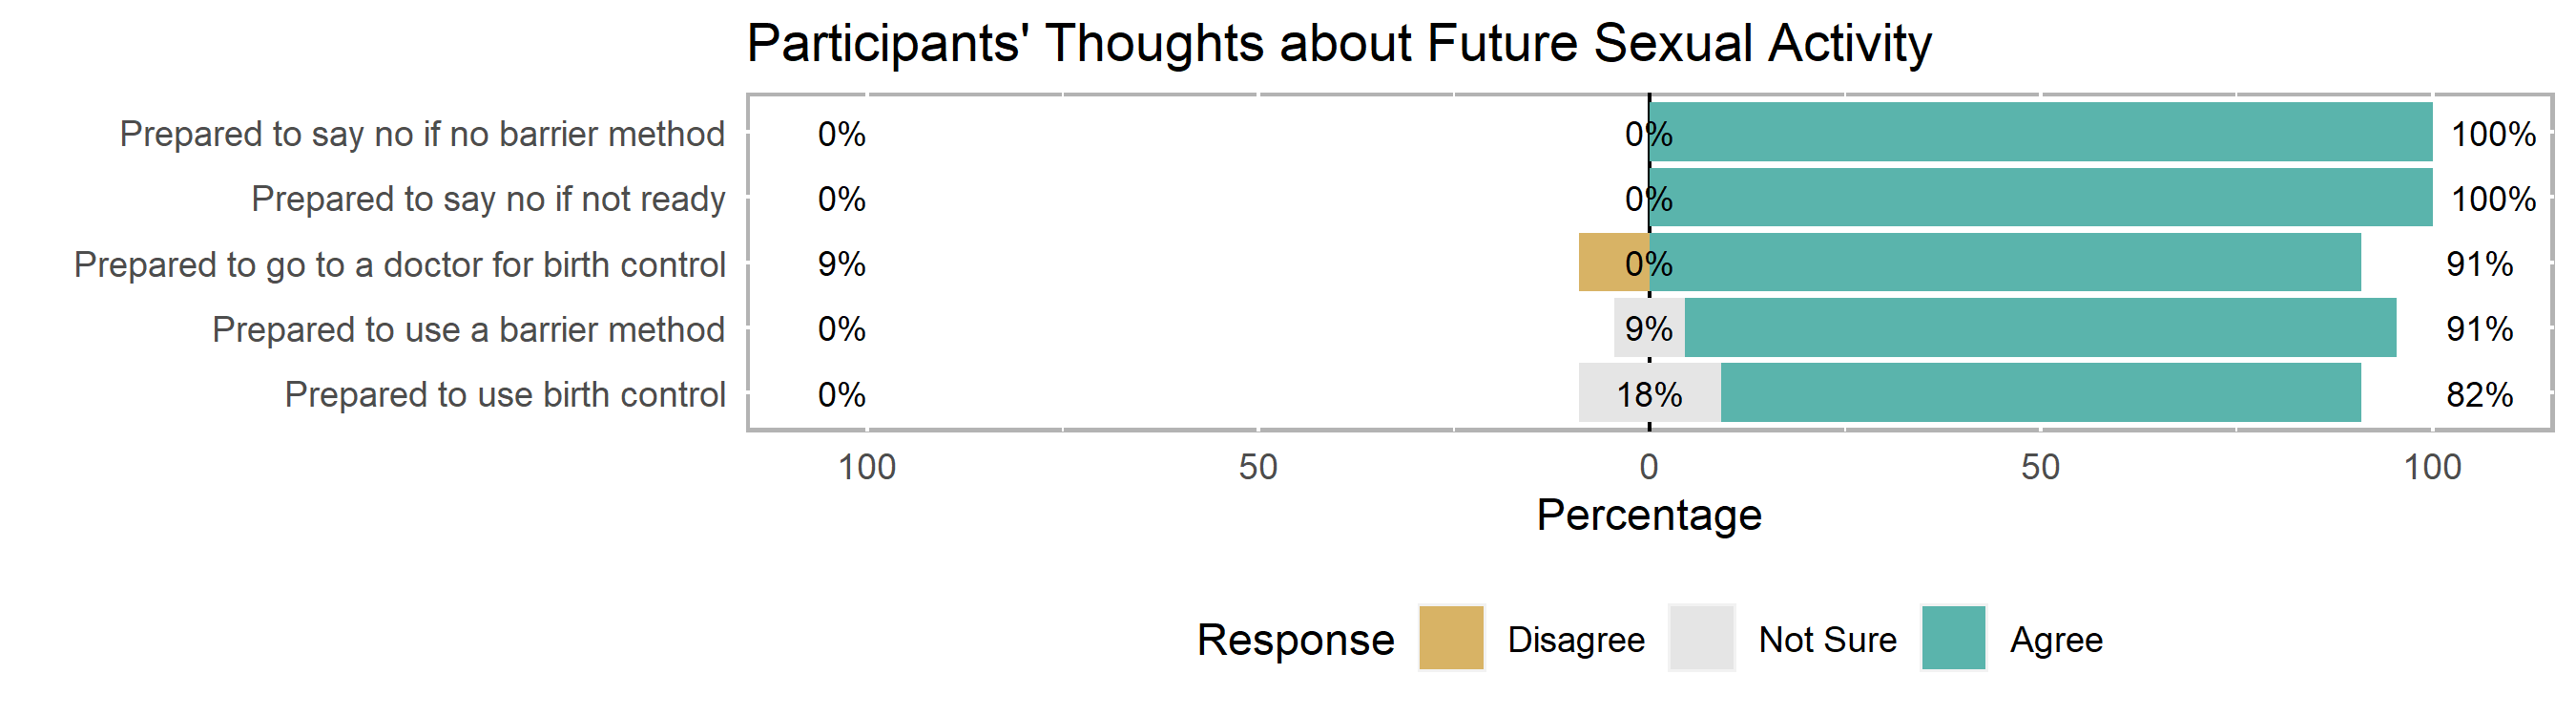 Participants' Thoughts about Future Sexual Activity
Prepared to say no if no barrier method 0% 0% 100%
Prepared to say no if not ready 0% 0% 100%
Prepared to go to a doctor for birth control 9% 0% 91%
Prepared to use a barrier method 0% 9% 91%
Prepared to use birth control 0% 18% 82%
100 50 0 50 100
Percentage
Response Disagree Not Sure Agree